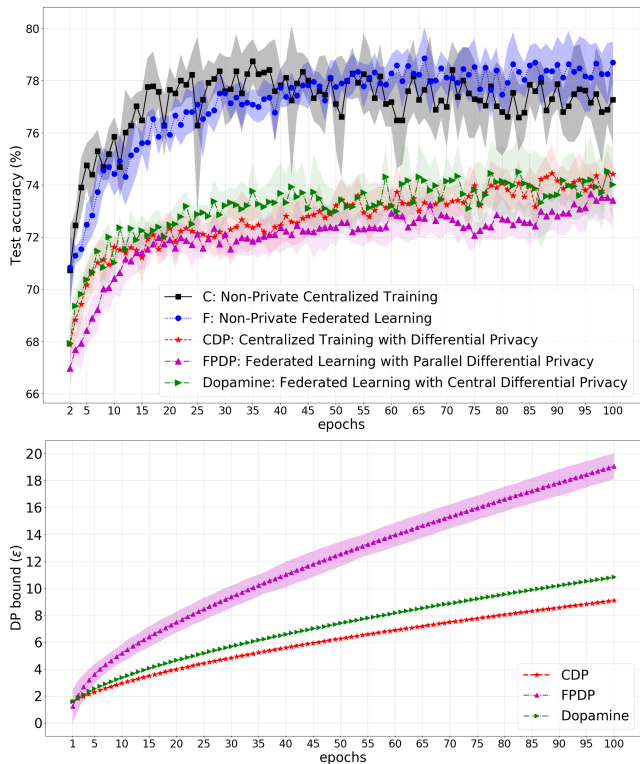 80
78
76
74
72
70
68
66
Test accuracy (%)
C: Non-Private Centralized Training
F: Non-Private Federated Learning
CDP: Centralized Training with Differential Privacy
FPDP: Federated Learning with Parallel Differential Privacy
Dopamine: Federated Learning with Central Differential Privacy
2 5 10 15 20 25 30 35 40 45 50 55 60 65 70 75 80 85 90 95 100
epochs
20
18
16
14
12
10
8
6
4
2
0
DP bound (ε)
CDP
FPDP
Dopamine
1 5 10 15 20 25 30 35 40 45 50 55 60 65 70 75 80 85 90 95 100
epochs